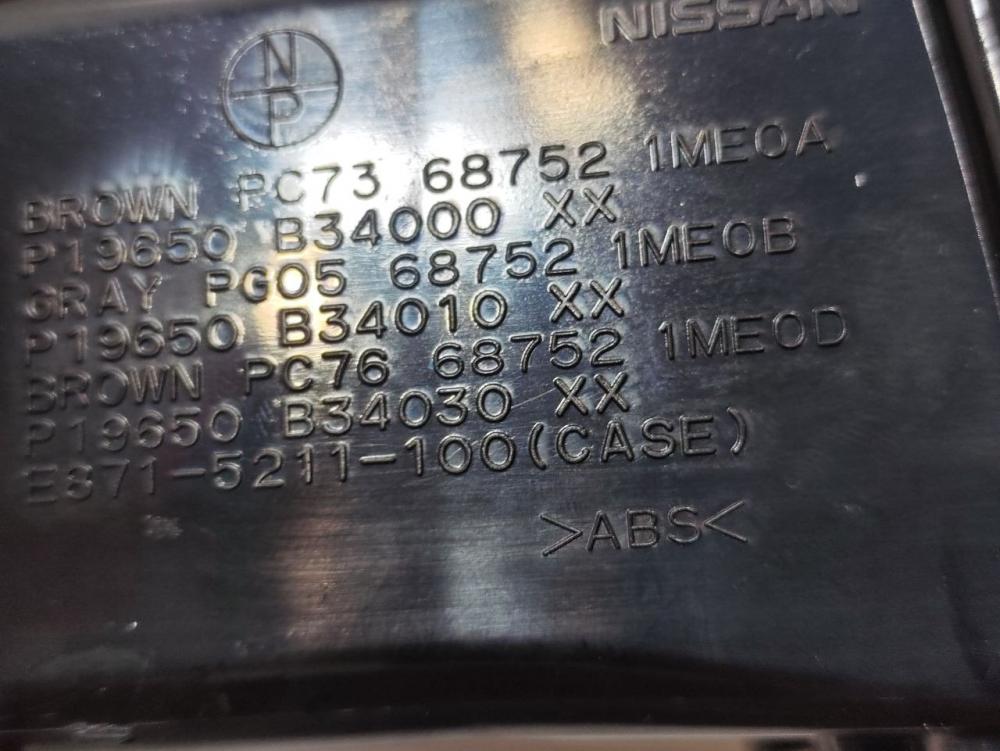 NISSAN
N
P
BROWN PC73 68752 1ME0A
P19650 B34000 XX
GRAY PG05 68752 1ME0B
P19650 B34010 XX
BROWN PC76 68752 1ME0D
P19650 B34030 XX
E871-5211-100(CASE)
>ABS<